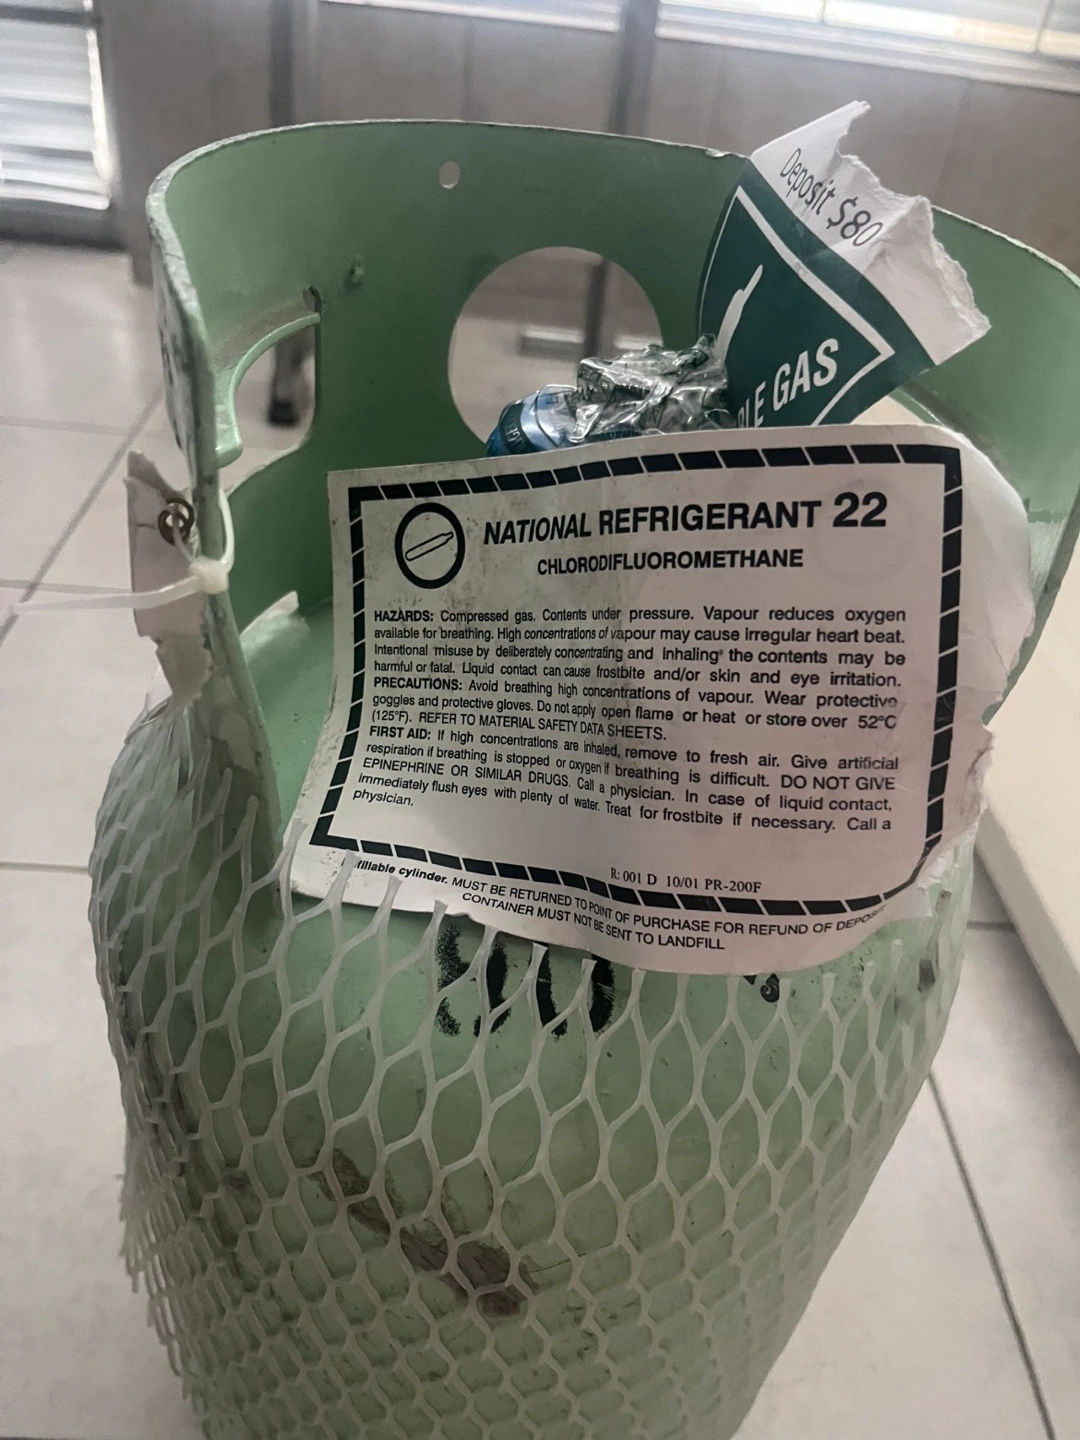 Deposit $80
GAS
NATIONAL REFRIGERANT 22
CHLORODIFLUOROMETHANE
HAZARDS: Compressed gas. Contents under pressure. Vapour reduces oxygen
available for breathing. High concentrations of vapour may cause irregular heart beat.
Intentional misuse by deliberately concentrating and inhaling the contents may be
harmful or fatal. Liquid contact can cause frostbite and/or skin and eye irritation.
PRECAUTIONS: Avoid breathing high concentrations of vapour. Wear protective
goggles and protective gloves. Do not apply open flame or heat or store over 52°C
(125°F). REFER TO MATERIAL SAFETY DATA SHEETS.
FIRST AID: If high concentrations are inhaled, remove to fresh air. Give artificial
respiration if breathing is stopped or oxygen if breathing is difficult. DO NOT GIVE
EPINEPHRINE OR SIMILAR DRUGS. Call a physician. In case of liquid contact,
immediately flush eyes with plenty of water. Treat for frostbite if necessary. Call a
physician.
R: 001 D 10/01 PR-200F
cylinder. MUST BE RETURNED TO POINT OF PURCHASE FOR REFUND OF DEPOSIT
CONTAINER MUST NOT BE SENT TO LANDFILL